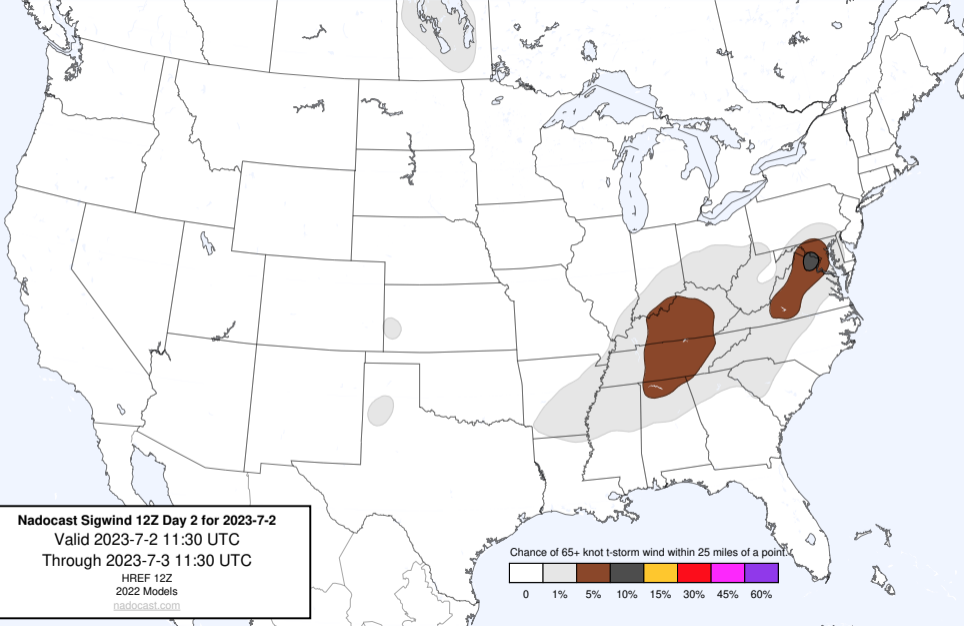 Nadocast Sigwind 12Z Day 2 for 2023-7-2
Valid 2023-7-2 11:30 UTC
Through 2023-7-3 11:30 UTC
HREF 12Z
2022 Models
nadocast.com
Chance of 65+ knot t-storm wind within 25 miles of a point.
0 1% 5% 10% 15% 30% 45% 60%